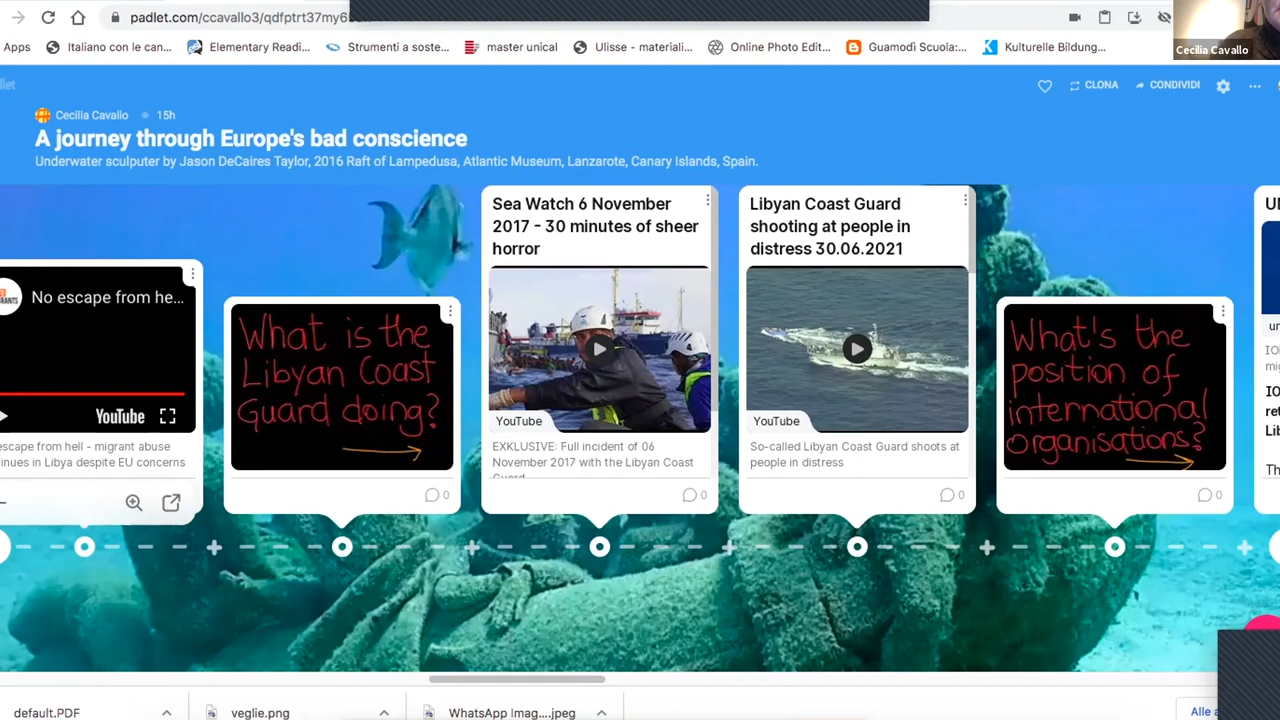 padlet.com/ccavallo3/qdfptrt37my6
Apps Italiano con le can... Elementary Readi... Strumenti a soste... master unical Ulisse - materiali... Online Photo Edit... Guamodì Scuola:... Kulturelle Bildung...
Cecilia Cavallo
Cecilia Cavallo 15h
CLONA CONDIVIDI
A journey through Europe's bad conscience
Underwater sculputer by Jason DeCaires Taylor, 2016 Raft of Lampedusa, Atlantic Museum, Lanzarote, Canary Islands, Spain.
No escape from he...
YouTube
escape from hell - migrant abuse
in Libya despite EU concerns
What is the
Libyan Coast
Guard doing?
0
Sea Watch 6 November
2017 - 30 minutes of sheer
horror
YouTube
EXKLUSIVE: Full incident of 06
November 2017 with the Libyan Coast
Guard
0
Libyan Coast Guard
shooting at people in
distress 30.06.2021
YouTube
So-called Libyan Coast Guard shoots at
people in distress
0
What's the
position of
international
organisations?
0
default.PDF
veglie.png
WhatsApp Imag....jpeg